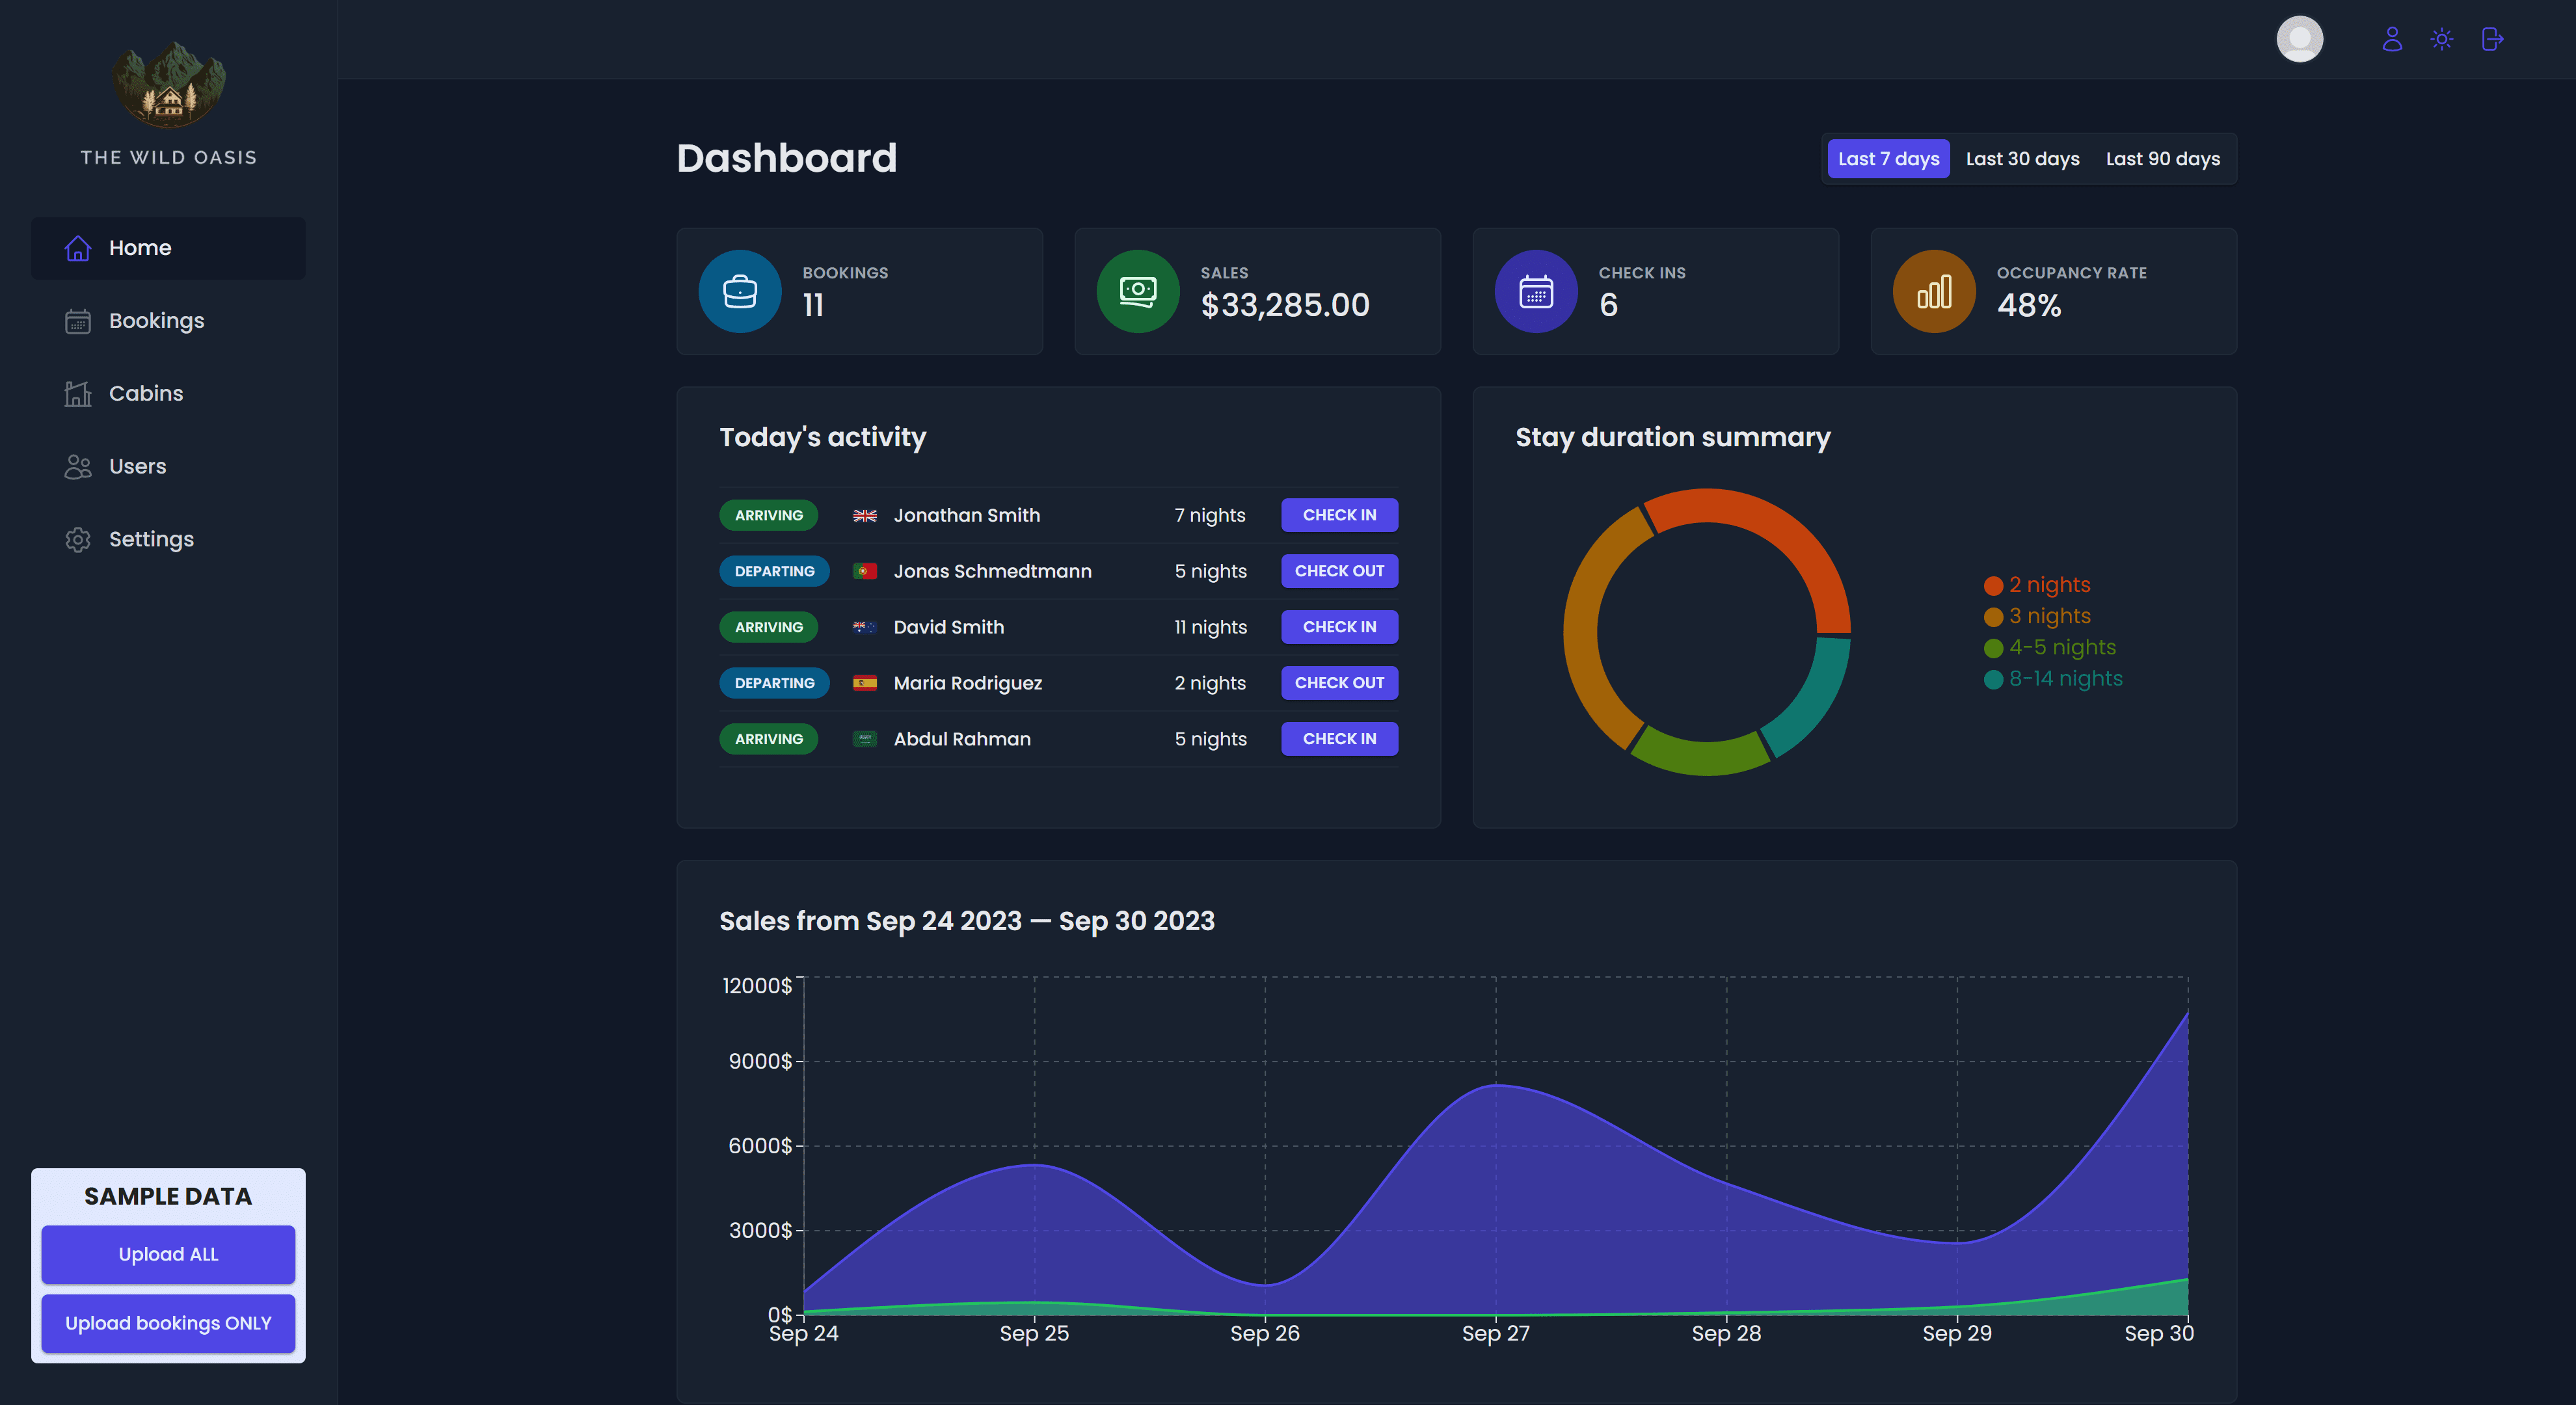 THE WILD OASIS
Home
Bookings
Cabins
Users
Settings
SAMPLE DATA
Upload ALL
Upload bookings ONLY
Dashboard
Last 7 days Last 30 days Last 90 days
BOOKINGS
11
SALES
$33,285.00
CHECK INS
6
OCCUPANCY RATE
48%
Today's activity
ARRIVING Jonathan Smith 7 nights CHECK IN
DEPARTING Jonas Schmedtmann 5 nights CHECK OUT
ARRIVING David Smith 11 nights CHECK IN
DEPARTING Maria Rodriguez 2 nights CHECK OUT
ARRIVING Abdul Rahman 5 nights CHECK IN
Stay duration summary
2 nights
3 nights
4-5 nights
8-14 nights
Sales from Sep 24 2023 — Sep 30 2023
12000$
9000$
6000$
3000$
0$
Sep 24 Sep 25 Sep 26 Sep 27 Sep 28 Sep 29 Sep 30